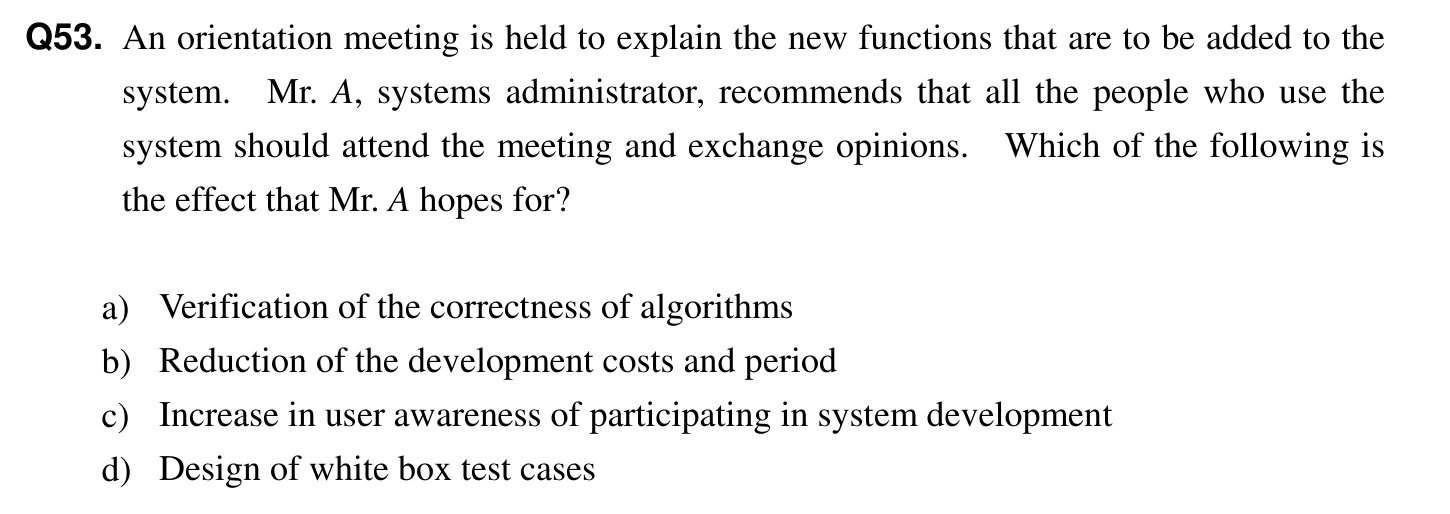 Q53. An orientation meeting is held to explain the new functions that are to be added to the
system. Mr. A, systems administrator, recommends that all the people who use the
system should attend the meeting and exchange opinions. Which of the following is
the effect that Mr. A hopes for?
a) Verification of the correctness of algorithms
b) Reduction of the development costs and period
c) Increase in user awareness of participating in system development
d) Design of white box test cases